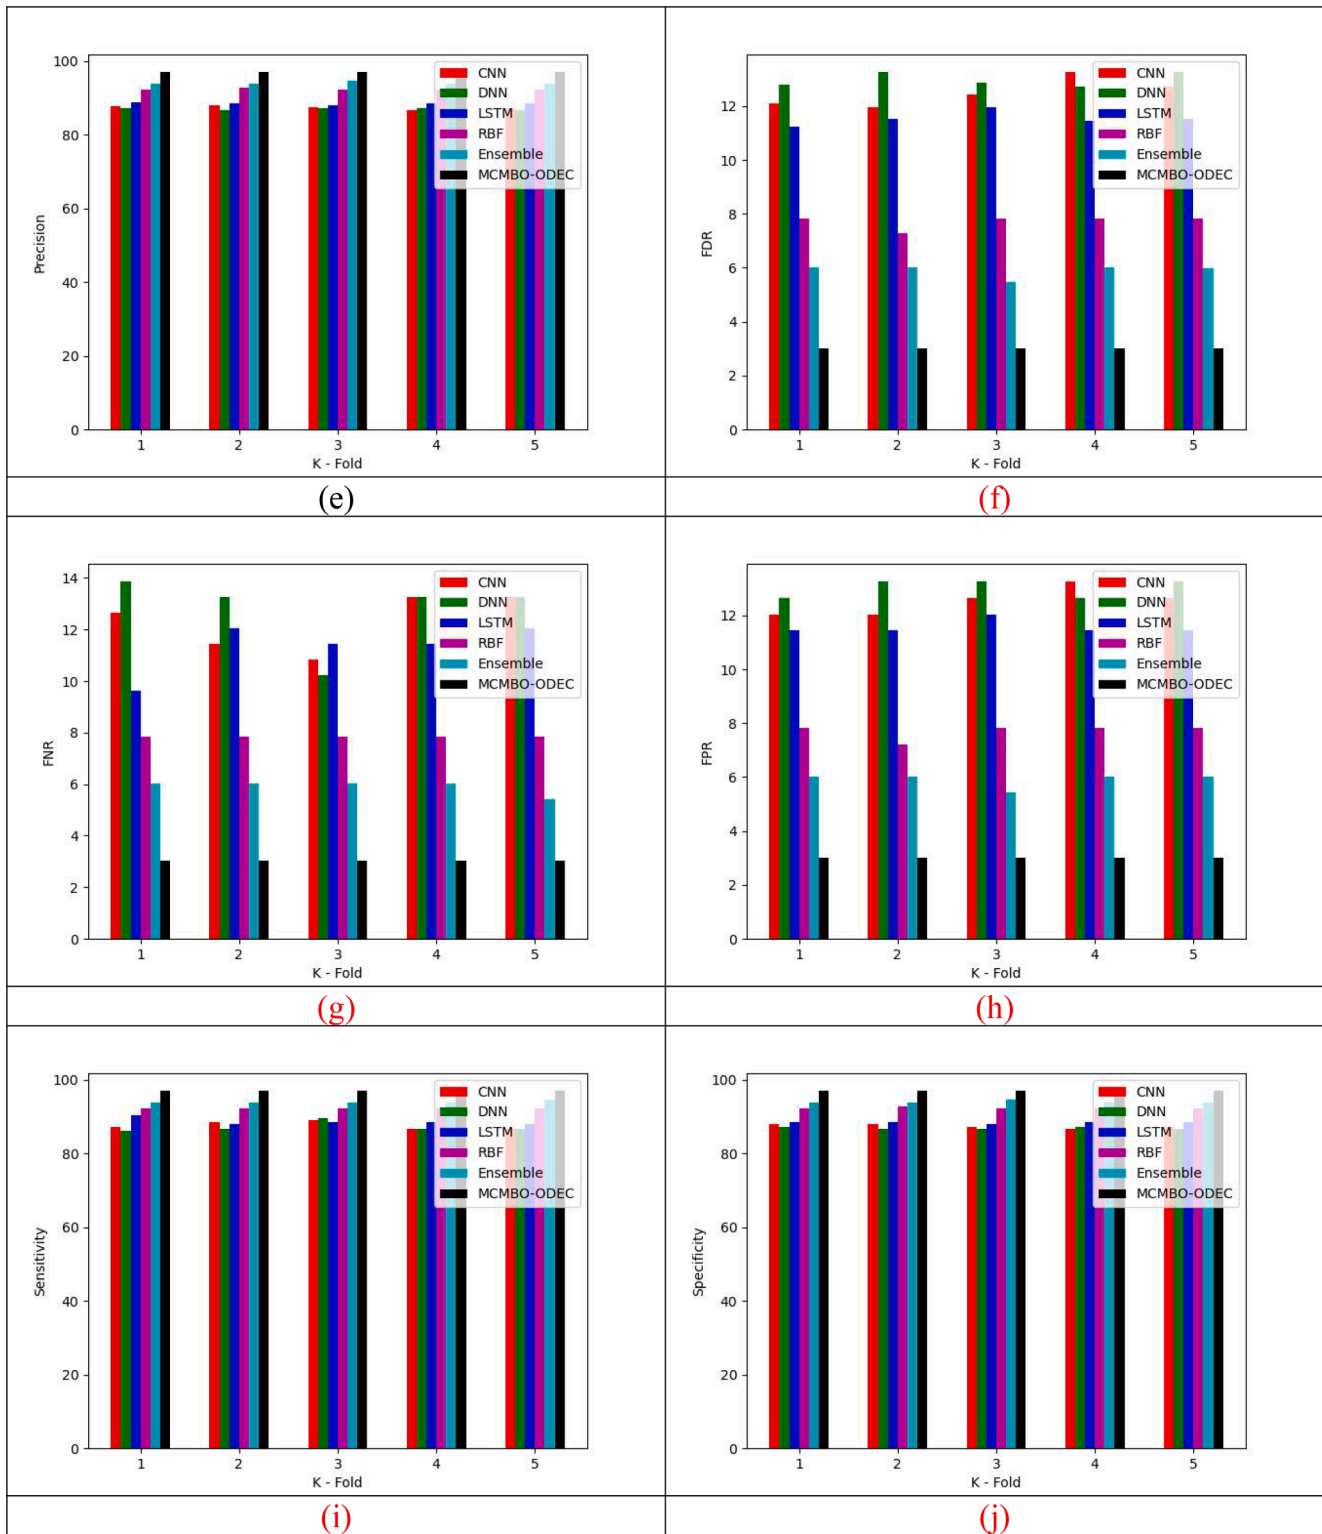 100
80
60
40
20
0
Precision
CNN
DNN
LSTM
RBF
Ensemble
MCMBO-ODEC
1 2 3 4 5
K - Fold
(e)
12
10
8
6
4
2
0
FDR
CNN
DNN
LSTM
RBF
Ensemble
MCMBO-ODEC
1 2 3 4 5
K - Fold
(f)
14
12
10
8
6
4
2
0
FNR
CNN
DNN
LSTM
RBF
Ensemble
MCMBO-ODEC
1 2 3 4 5
K - Fold
(g)
12
10
8
6
4
2
0
FPR
CNN
DNN
LSTM
RBF
Ensemble
MCMBO-ODEC
1 2 3 4 5
K - Fold
(h)
100
80
60
40
20
0
Sensitivity
CNN
DNN
LSTM
RBF
Ensemble
MCMBO-ODEC
1 2 3 4 5
K - Fold
(i)
100
80
60
40
20
0
Specificity
CNN
DNN
LSTM
RBF
Ensemble
MCMBO-ODEC
1 2 3 4 5
K - Fold
(j)